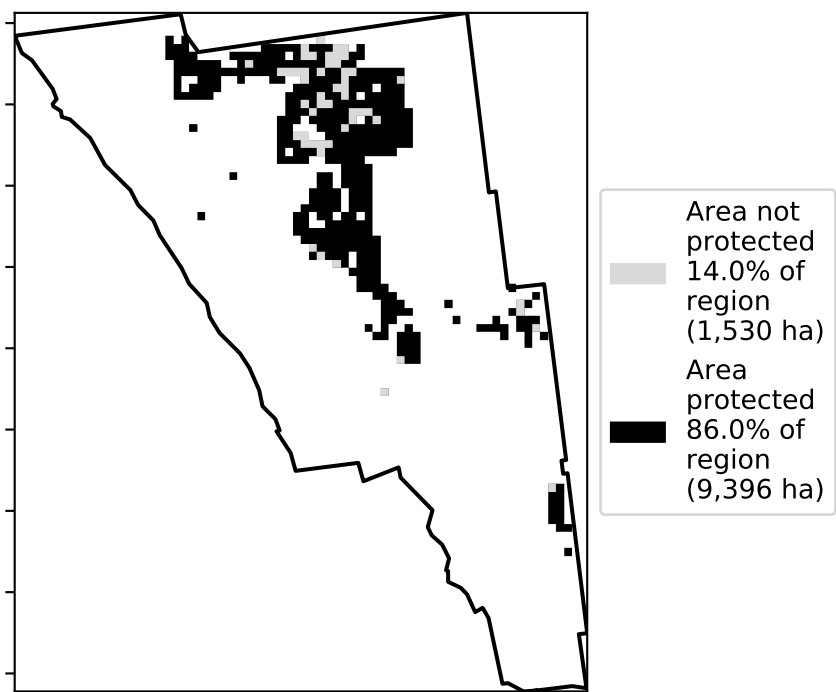 Area not
protected
14.0% of
region
(1,530 ha)
Area
protected
86.0% of
region
(9,396 ha)